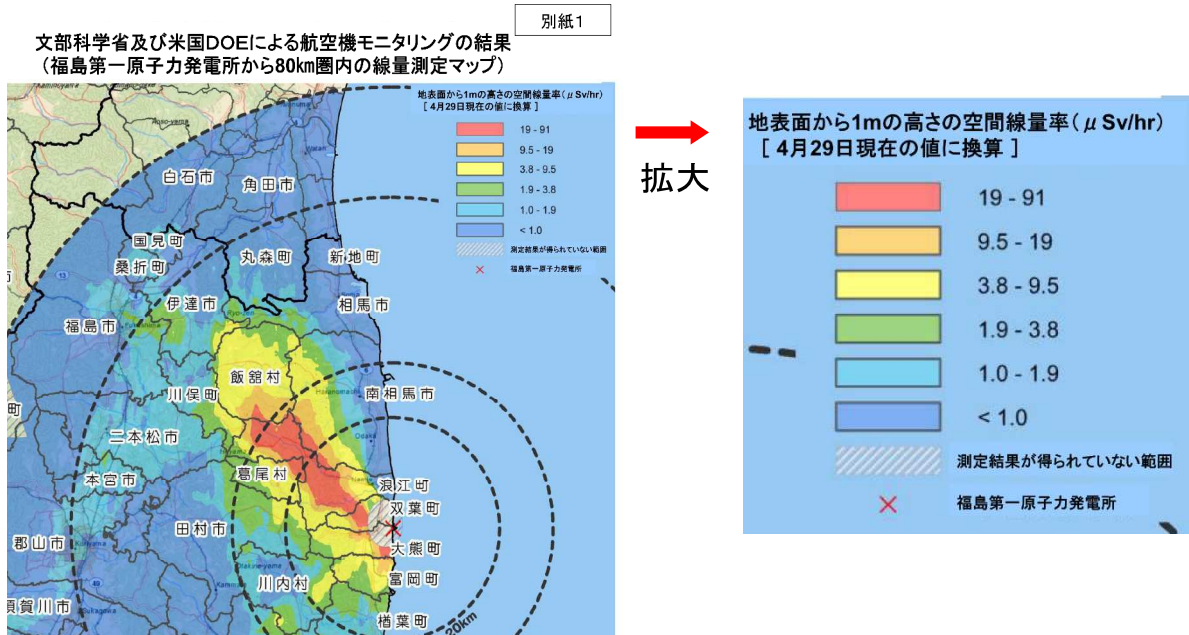 別紙1
文部科学省及び米国DOEによる航空機モニタリングの結果
(福島第一原子力発電所から80km圏内の線量測定マップ)
地表面から1mの高さの空間線量率(μSv/hr)
[ 4月29日現在の値に換算 ]
19 - 91
9.5 - 19
3.8 - 9.5
1.9 - 3.8
1.0 - 1.9
< 1.0
測定結果が得られていない範囲
福島第一原子力発電所
白石市
角田市
国見町
丸森町
新地町
桑折町
伊達市
相馬市
福島市
飯舘村
川俣町
南相馬市
町
二本松市
Odaka
葛尾村
本宮市
浪江町
双葉町
田村市
郡山市
大熊町
川内村
富岡町
須賀川市
楢葉町
20km
拡大
地表面から1mの高さの空間線量率(μSv/hr)
[ 4月29日現在の値に換算 ]
19 - 91
9.5 - 19
3.8 - 9.5
1.9 - 3.8
1.0 - 1.9
< 1.0
測定結果が得られていない範囲
福島第一原子力発電所